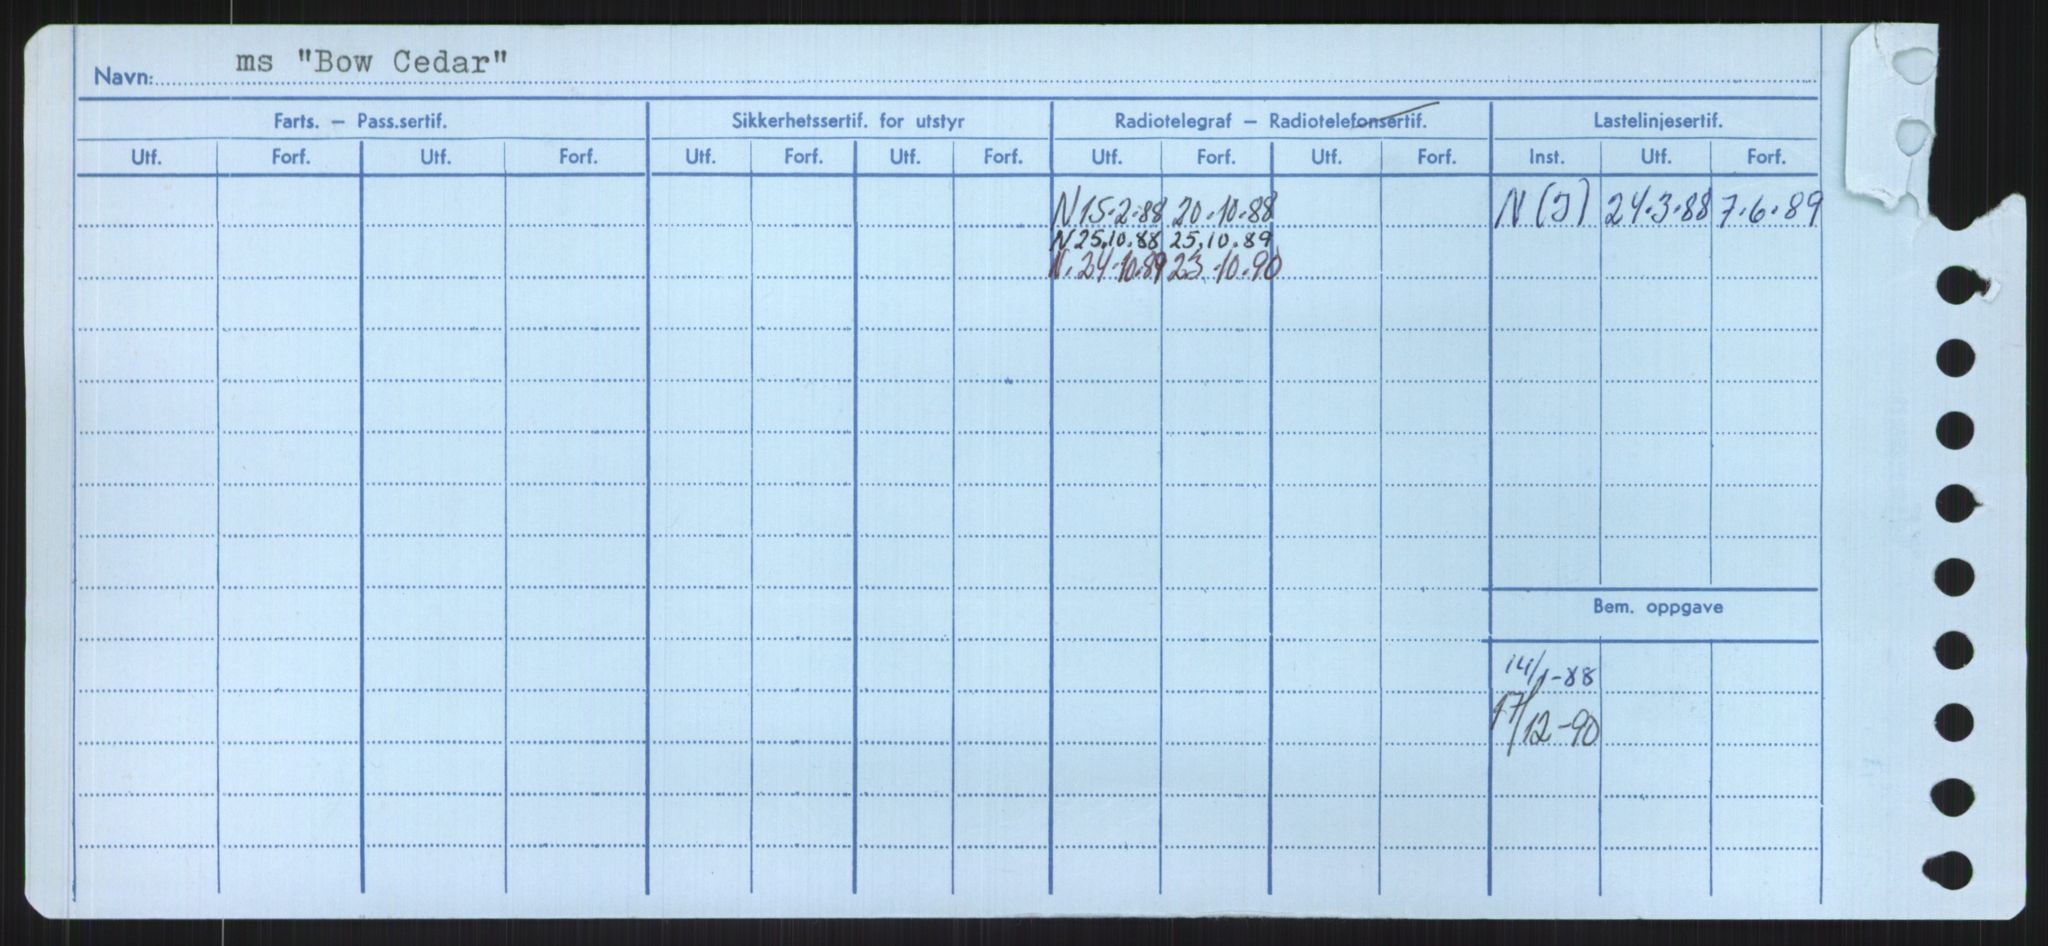 Navn: ms "Bow Cedar"
Farts. – Pass.sertif. Sikkerhetssertif. for utstyr Radiotelegraf – Radiotelefonsertif. Lastelinjesertif.
Utf. Forf. Utf. Forf. Utf. Forf. Utf. Forf. Utf. Forf. Utf. Forf. Inst. Utf. Forf.
N 15.2.88 20.10.88 N (J) 24.3.88 7.6.89
N 25.10.88 25.10.89
N. 24.10.89 23.10.90
Bem. oppgave
14/1-88
17/12-90